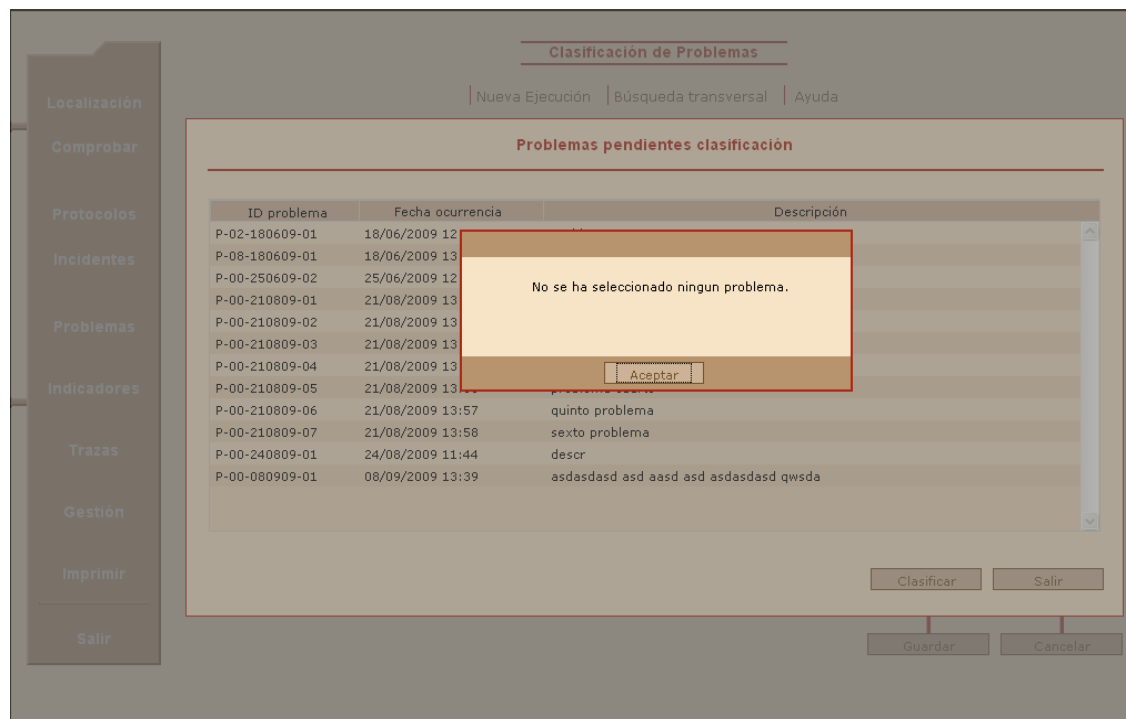 Clasificación de Problemas
Nueva Ejecución Búsqueda transversal Ayuda
Localización
Comprobar
Protocolos
Incidentes
Problemas
Indicadores
Trazas
Gestión
Imprimir
Salir
Problemas pendientes clasificación
ID problema Fecha ocurrencia Descripción
P-02-180609-01 18/06/2009 12
P-08-180609-01 18/06/2009 13
P-00-250609-02 25/06/2009 12
P-00-210809-01 21/08/2009 13
P-00-210809-02 21/08/2009 13
P-00-210809-03 21/08/2009 13
P-00-210809-04 21/08/2009 13
P-00-210809-05 21/08/2009 13
P-00-210809-06 21/08/2009 13:57 quinto problema
P-00-210809-07 21/08/2009 13:58 sexto problema
P-00-240809-01 24/08/2009 11:44 descr
P-00-080909-01 08/09/2009 13:39 asdasdasd asd aasd asd asdasdasd qwsda
No se ha seleccionado ningun problema.
Aceptar
Clasificar Salir
Guardar Cancelar